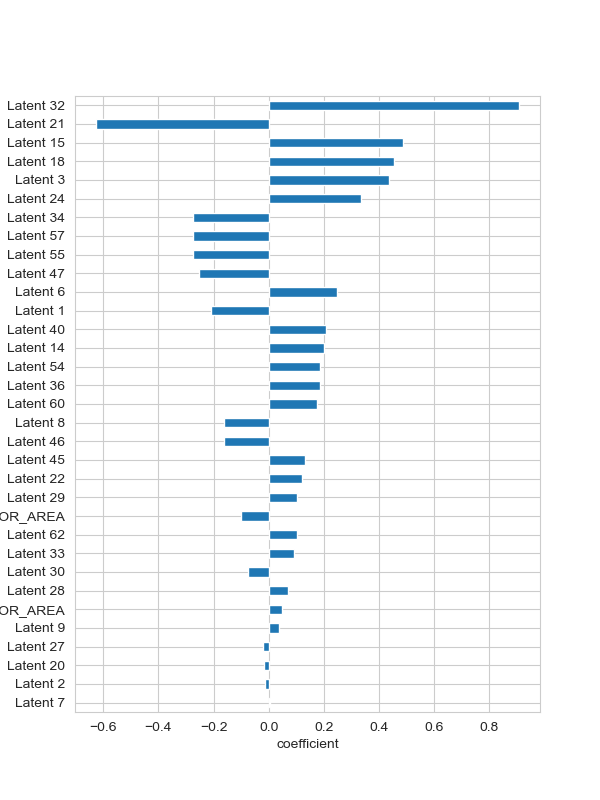 Latent 32
Latent 21
Latent 15
Latent 18
Latent 3
Latent 24
Latent 34
Latent 57
Latent 55
Latent 47
Latent 6
Latent 1
Latent 40
Latent 14
Latent 54
Latent 36
Latent 60
Latent 8
Latent 46
Latent 45
Latent 22
Latent 29
OR_AREA
Latent 62
Latent 33
Latent 30
Latent 28
OR_AREA
Latent 9
Latent 27
Latent 20
Latent 2
Latent 7
−0.6 −0.4 −0.2 0.0 0.2 0.4 0.6 0.8
coefficient